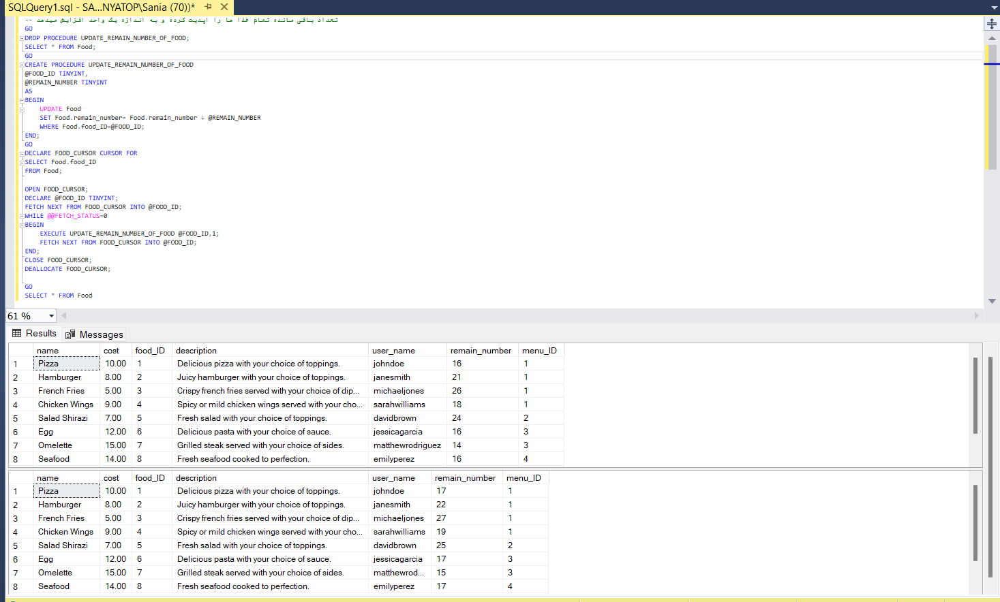 SQLQuery1.sql - SA...NYATOP\Sania (70))*
-- تعداد باقی مانده تمام غذا ها را اپدیت کرده و به اندازه یک واحد افزایش میدهد
GO
DROP PROCEDURE UPDATE_REMAIN_NUMBER_OF_FOOD;
SELECT * FROM Food;
GO
CREATE PROCEDURE UPDATE_REMAIN_NUMBER_OF_FOOD
@FOOD_ID TINYINT,
@REMAIN_NUMBER TINYINT
AS
BEGIN
UPDATE Food
SET Food.remain_number= Food.remain_number + @REMAIN_NUMBER
WHERE Food.food_ID=@FOOD_ID;
END;
GO
DECLARE FOOD_CURSOR CURSOR FOR
SELECT Food.food_ID
FROM Food;
OPEN FOOD_CURSOR;
DECLARE @FOOD_ID TINYINT;
FETCH NEXT FROM FOOD_CURSOR INTO @FOOD_ID;
WHILE @@FETCH_STATUS=0
BEGIN
EXECUTE UPDATE_REMAIN_NUMBER_OF_FOOD @FOOD_ID,1;
FETCH NEXT FROM FOOD_CURSOR INTO @FOOD_ID;
END;
CLOSE FOOD_CURSOR;
DEALLOCATE FOOD_CURSOR;
GO
SELECT * FROM Food
61 %
Results Messages
name cost food_ID description user_name remain_number menu_ID
1 Pizza 10.00 1 Delicious pizza with your choice of toppings. johndoe 16 1
2 Hamburger 8.00 2 Juicy hamburger with your choice of toppings. janesmith 21 1
3 French Fries 5.00 3 Crispy french fries served with your choice of dip... michaeljones 26 1
4 Chicken Wings 9.00 4 Spicy or mild chicken wings served with your cho... sarahwilliams 18 1
5 Salad Shirazi 7.00 5 Fresh salad with your choice of toppings. davidbrown 24 2
6 Egg 12.00 6 Delicious pasta with your choice of sauce. jessicagarcia 16 3
7 Omelette 15.00 7 Grilled steak served with your choice of sides. matthewrodriguez 14 3
8 Seafood 14.00 8 Fresh seafood cooked to perfection. emilyperez 16 4
name cost food_ID description user_name remain_number menu_ID
1 Pizza 10.00 1 Delicious pizza with your choice of toppings. johndoe 17 1
2 Hamburger 8.00 2 Juicy hamburger with your choice of toppings. janesmith 22 1
3 French Fries 5.00 3 Crispy french fries served with your choice of dip... michaeljones 27 1
4 Chicken Wings 9.00 4 Spicy or mild chicken wings served with your cho... sarahwilliams 19 1
5 Salad Shirazi 7.00 5 Fresh salad with your choice of toppings. davidbrown 25 2
6 Egg 12.00 6 Delicious pasta with your choice of sauce. jessicagarcia 17 3
7 Omelette 15.00 7 Grilled steak served with your choice of sides. matthewrod... 15 3
8 Seafood 14.00 8 Fresh seafood cooked to perfection. emilyperez 17 4